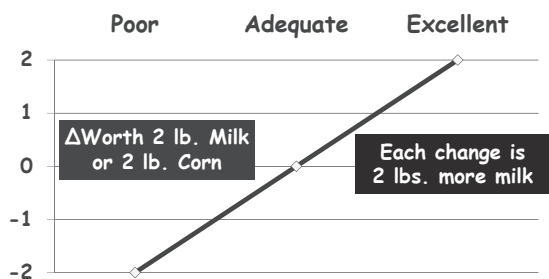 Poor Adequate Excellent
2
1
ΔWorth 2 lb. Milk
or 2 lb. Corn
Each change is
2 lbs. more milk
0
-1
-2